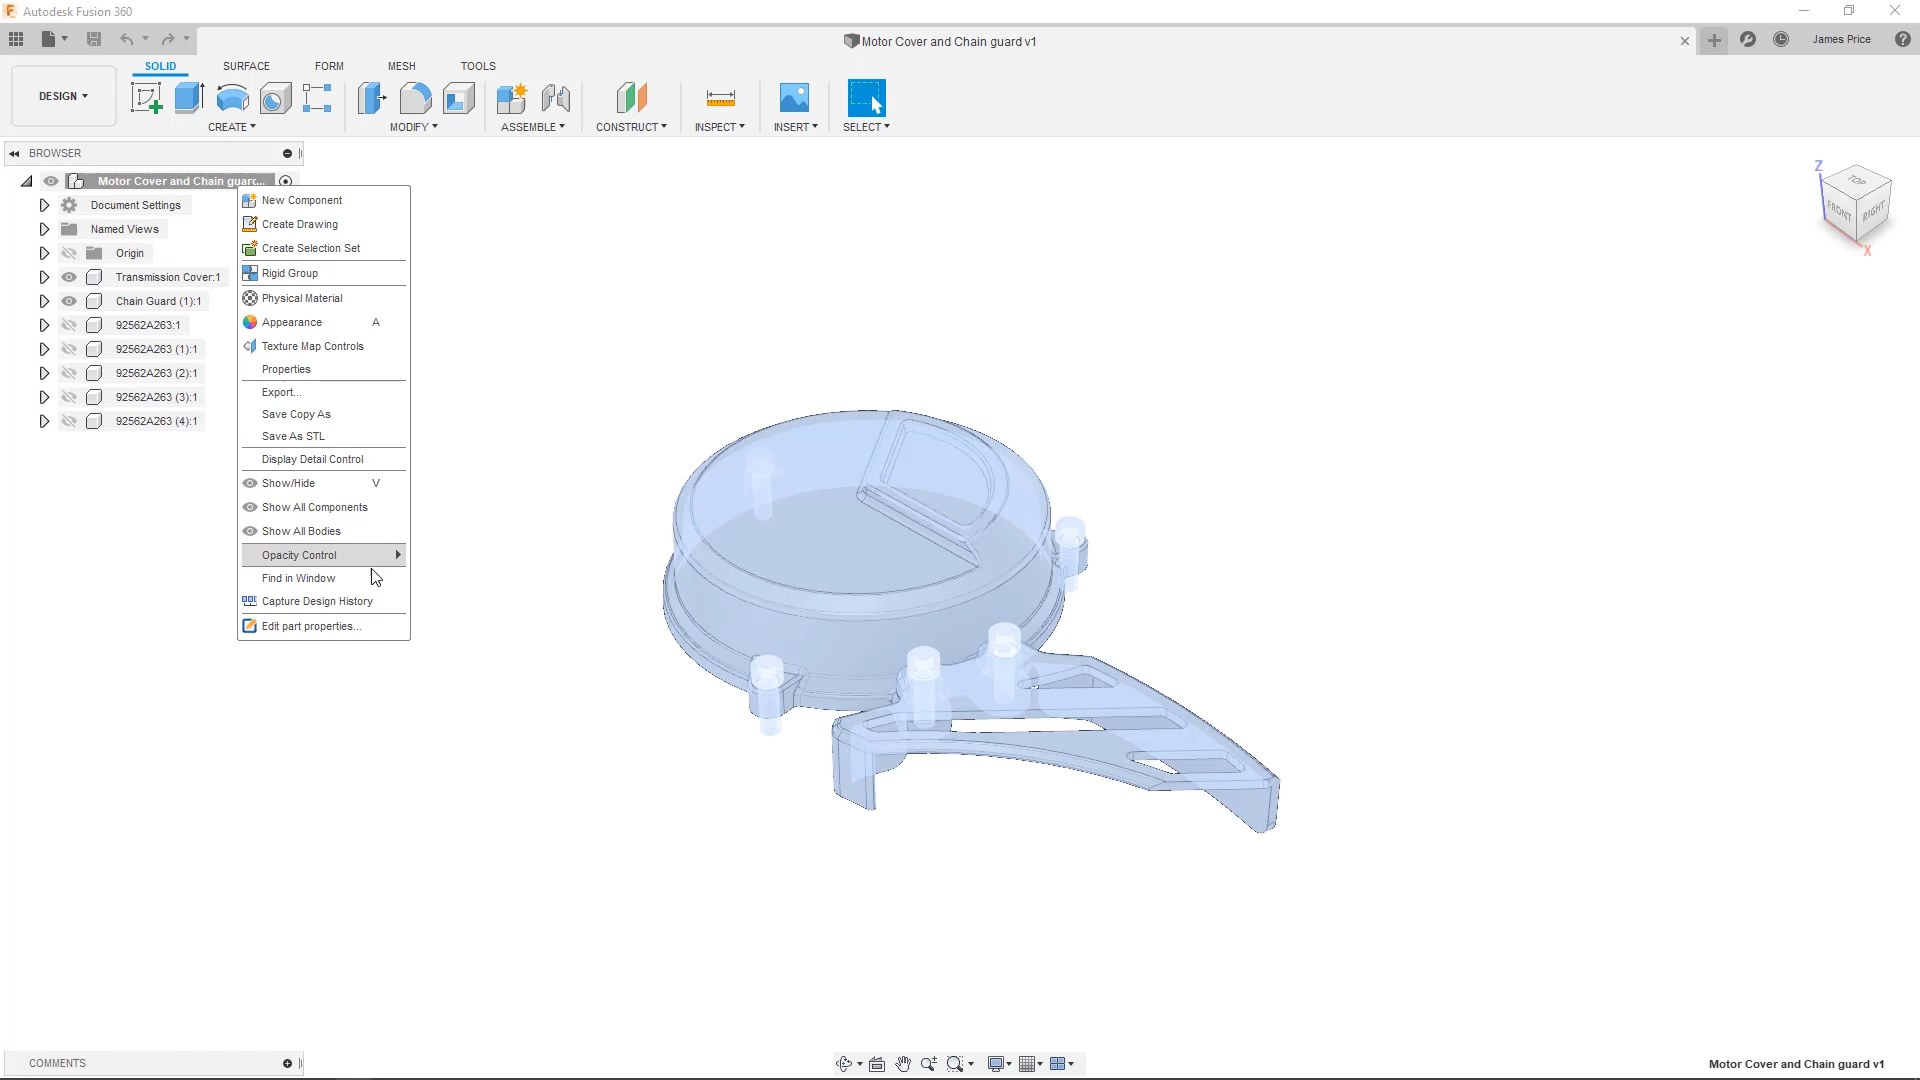 Autodesk Fusion 360
Motor Cover and Chain guard v1
James Price
SOLID
SURFACE
FORM
MESH
TOOLS
DESIGN
CREATE
MODIFY
ASSEMBLE
CONSTRUCT
INSPECT
INSERT
SELECT
BROWSER
Motor Cover and Chain guard...
Document Settings
Named Views
Origin
Transmission Cover:1
Chain Guard (1):1
92562A263:1
92562A263 (1):1
92562A263 (2):1
92562A263 (3):1
92562A263 (4):1
New Component
Create Drawing
Create Selection Set
Rigid Group
Physical Material
Appearance A
Texture Map Controls
Properties
Export...
Save Copy As
Save As STL
Display Detail Control
Show/Hide V
Show All Components
Show All Bodies
Opacity Control
Find in Window
Capture Design History
Edit part properties...
Z
TOP
FRONT
RIGHT
X
COMMENTS
Motor Cover and Chain guard v1